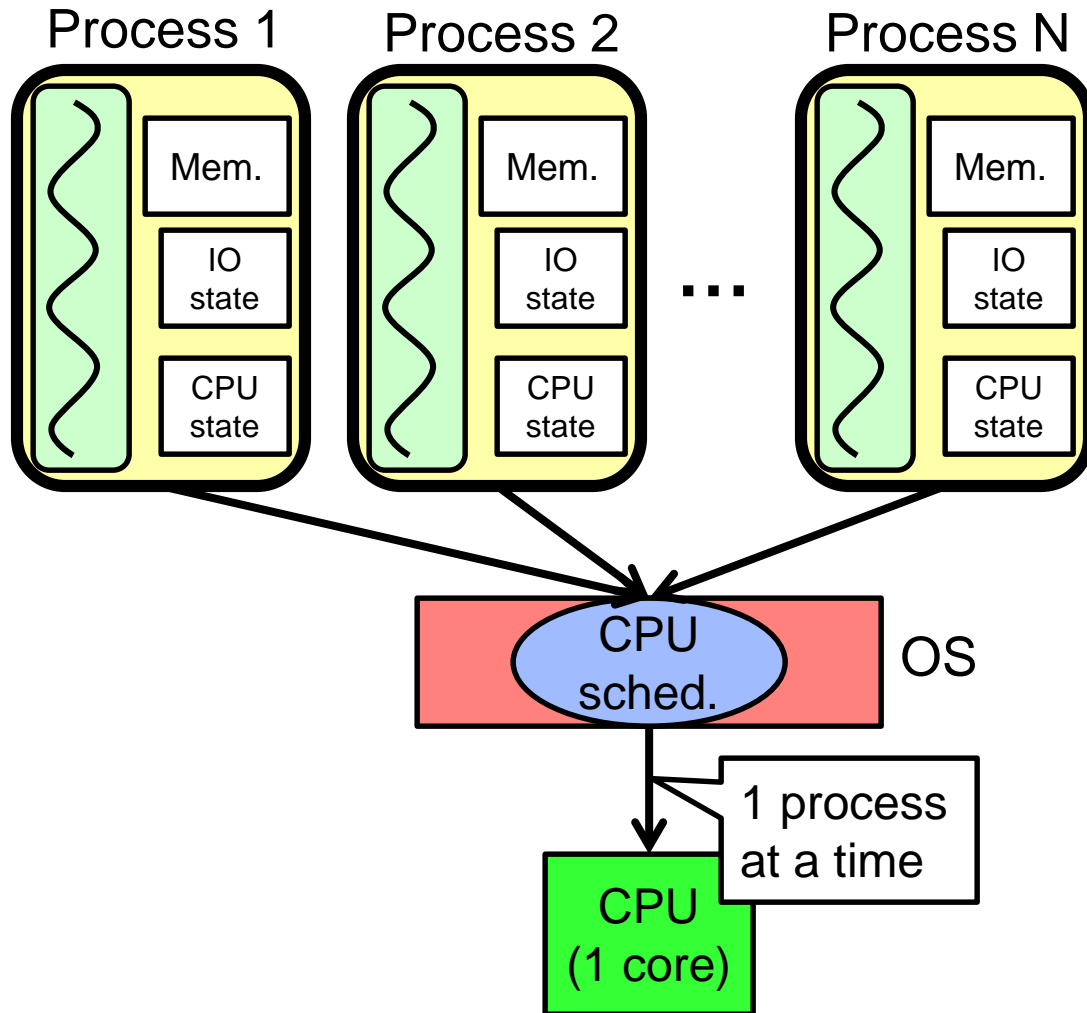 Process 1
Process 2
Process N
Mem.
IO
state
CPU
state
Mem.
IO
state
CPU
state
...
Mem.
IO
state
CPU
state
CPU
sched.
OS
1 process
at a time
CPU
(1 core)